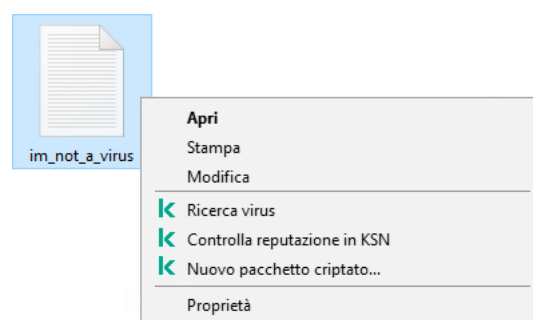 im_not_a_virus
Apri
Stampa
Modifica
Ricerca virus
Controlla reputazione in KSN
Nuovo pacchetto criptato...
Proprietà